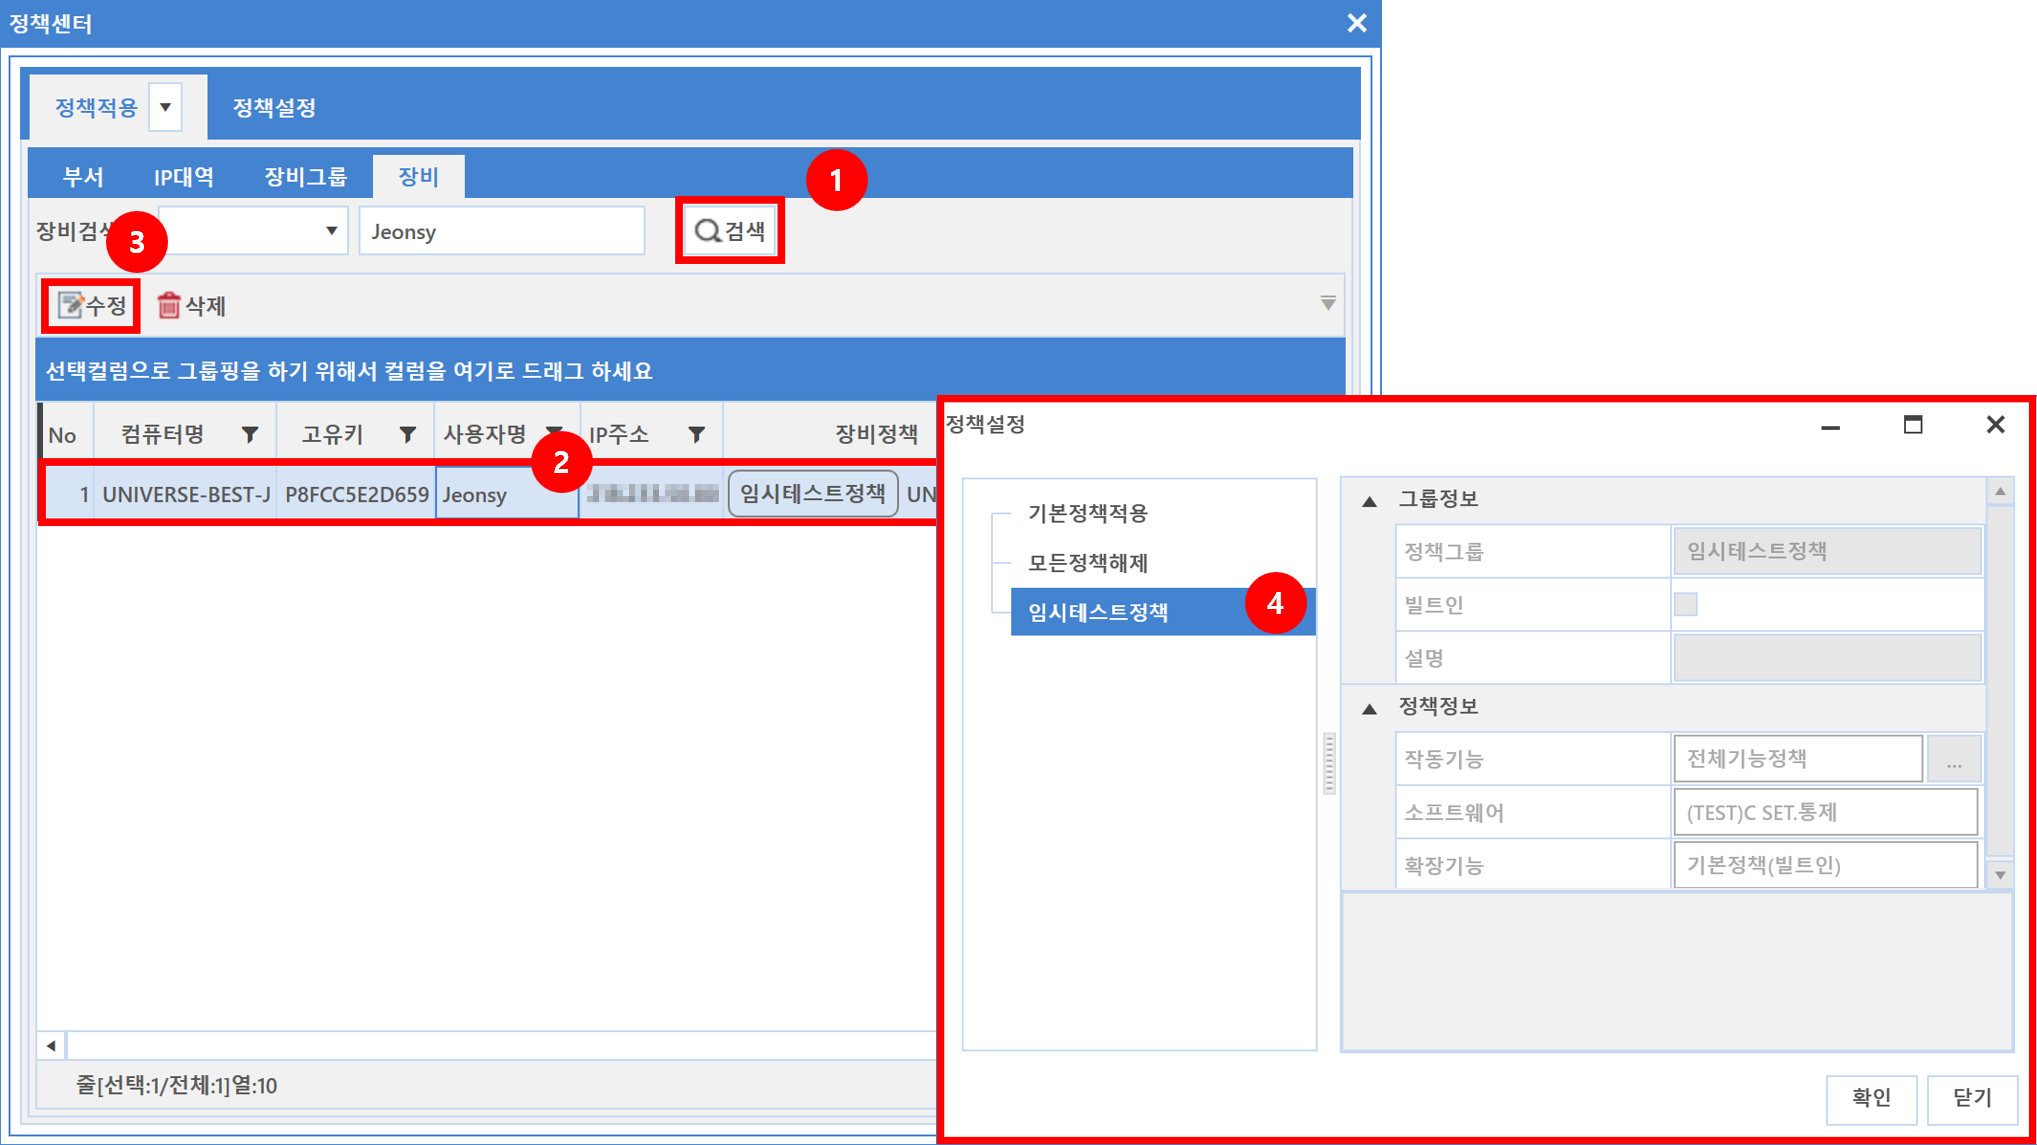 정책센터
정책적용 정책설정
부서 IP대역 장비그룹 장비
1
장비검색 Jeonsy 검색
3
수정 삭제
선택컬럼으로 그룹핑을 하기 위해서 컬럼을 여기로 드래그 하세요
No 컴퓨터명 고유키 사용자명 IP주소 장비정책
2
1 UNIVERSE-BEST-J P8FCC5E2D659 Jeonsy 임시테스트정책 UN
줄[선택:1/전체:1]열:10
정책설정
기본정책적용
모든정책해제
임시테스트정책
4
그룹정보
정책그룹 임시테스트정책
빌트인
설명
정책정보
작동기능 전체기능정책 ...
소프트웨어 (TEST)C SET.통제
확장기능 기본정책(빌트인)
확인 닫기